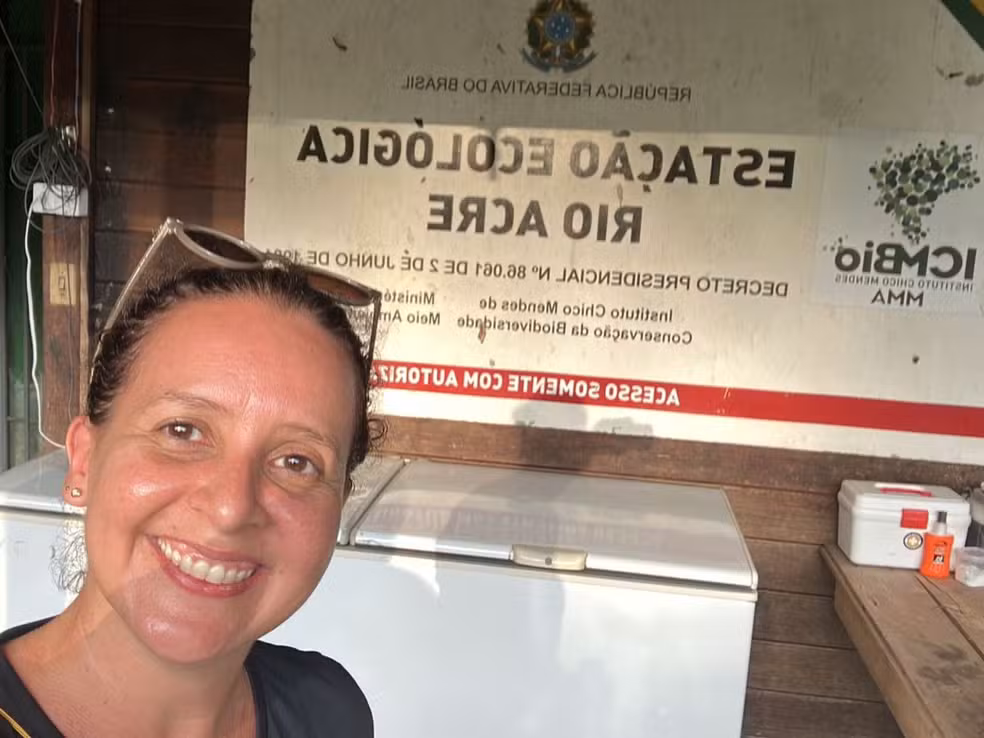 REPÚBLICA FEDERATIVA DO BRASIL
ESTAÇÃO ECOLÓGICA
RIO ACRE
DECRETO PRESIDENCIAL Nº 86.061 DE 2 DE JUNHO DE
Instituto Chico Mendes de
Conservação da Biodiversidade
Meio
ACESSO SOMENTE COM
ICMBio
INSTITUTO CHICO MENDES
MMA